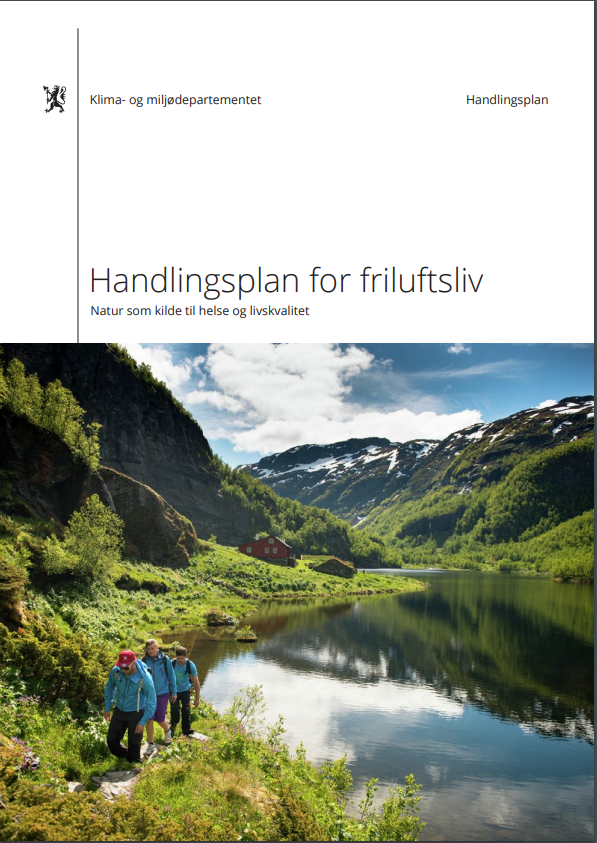 Klima- og miljødepartementet
Handlingsplan
Handlingsplan for friluftsliv
Natur som kilde til helse og livskvalitet